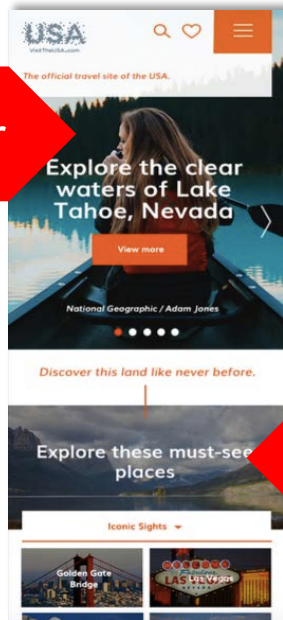 USA
VisitTheUSA.com
The official travel site of the USA.
r
Explore the clear
waters of Lake
Tahoe, Nevada
View more
National Geographic / Adam Jones
Discover this land like never before.
Explore these must-see
places
Iconic Sights
Golden Gate
Bridge
Las Vegas